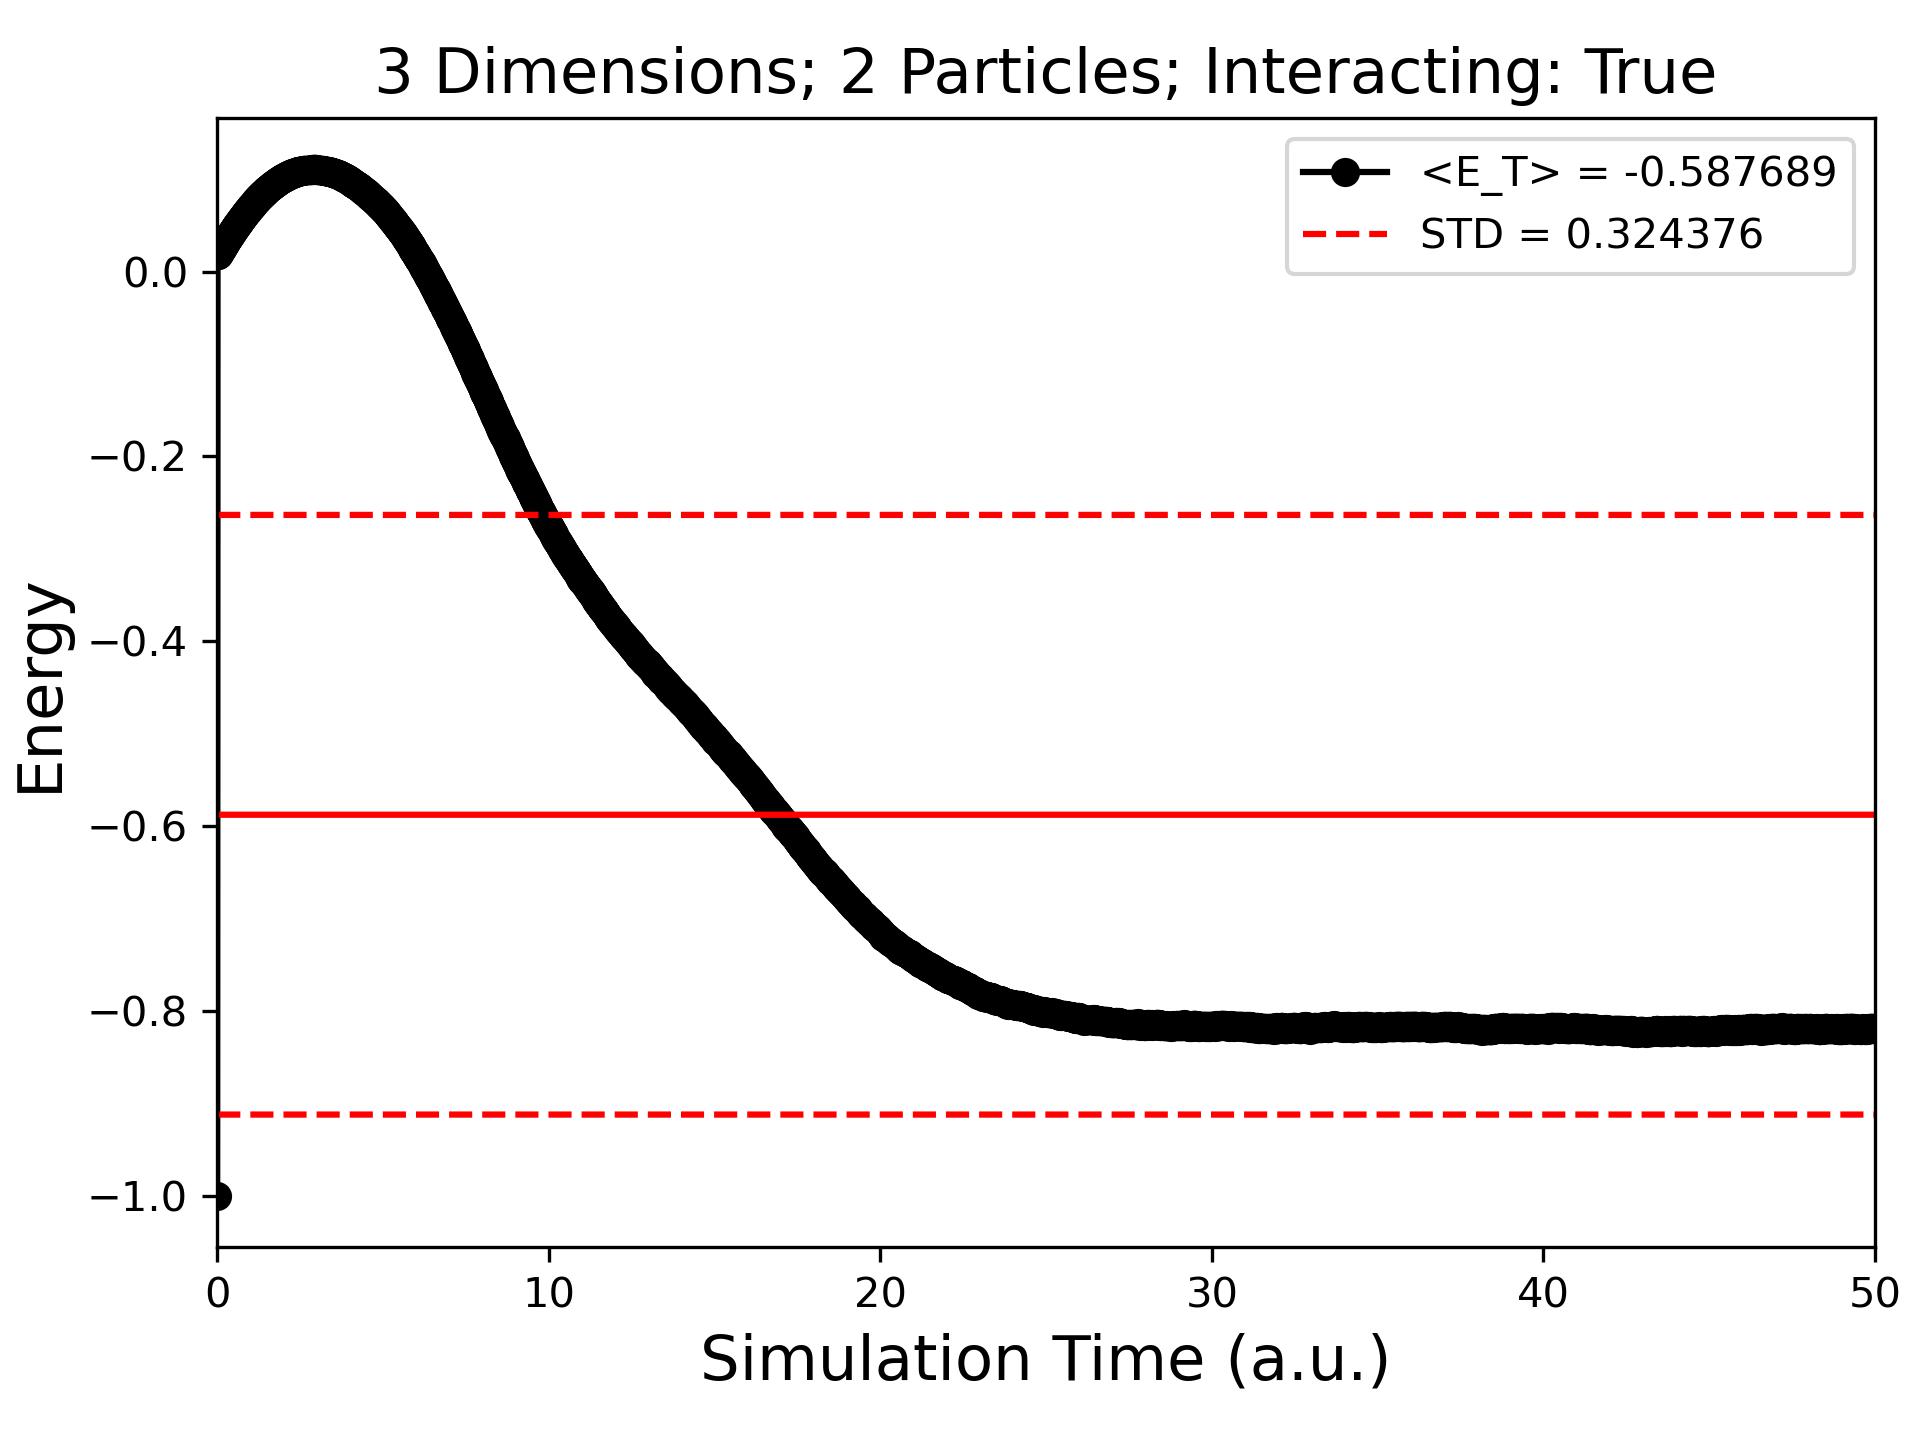 3 Dimensions; 2 Particles; Interacting: True
<E_T> = -0.587689
STD = 0.324376
Energy
0.0
−0.2
−0.4
−0.6
−0.8
−1.0
0 10 20 30 40 50
Simulation Time (a.u.)